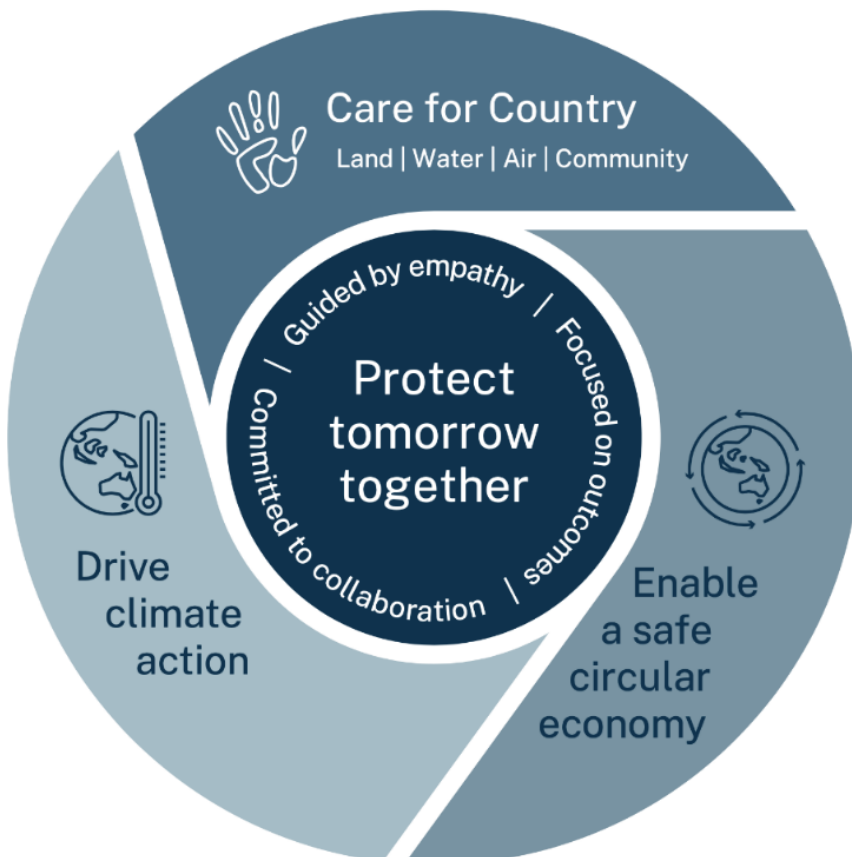 Care for Country
Land | Water | Air | Community
Guided by empathy | Focused on outcomes | Committed to collaboration |
Protect
tomorrow
together
Drive
climate
action
Enable
a safe
circular
economy